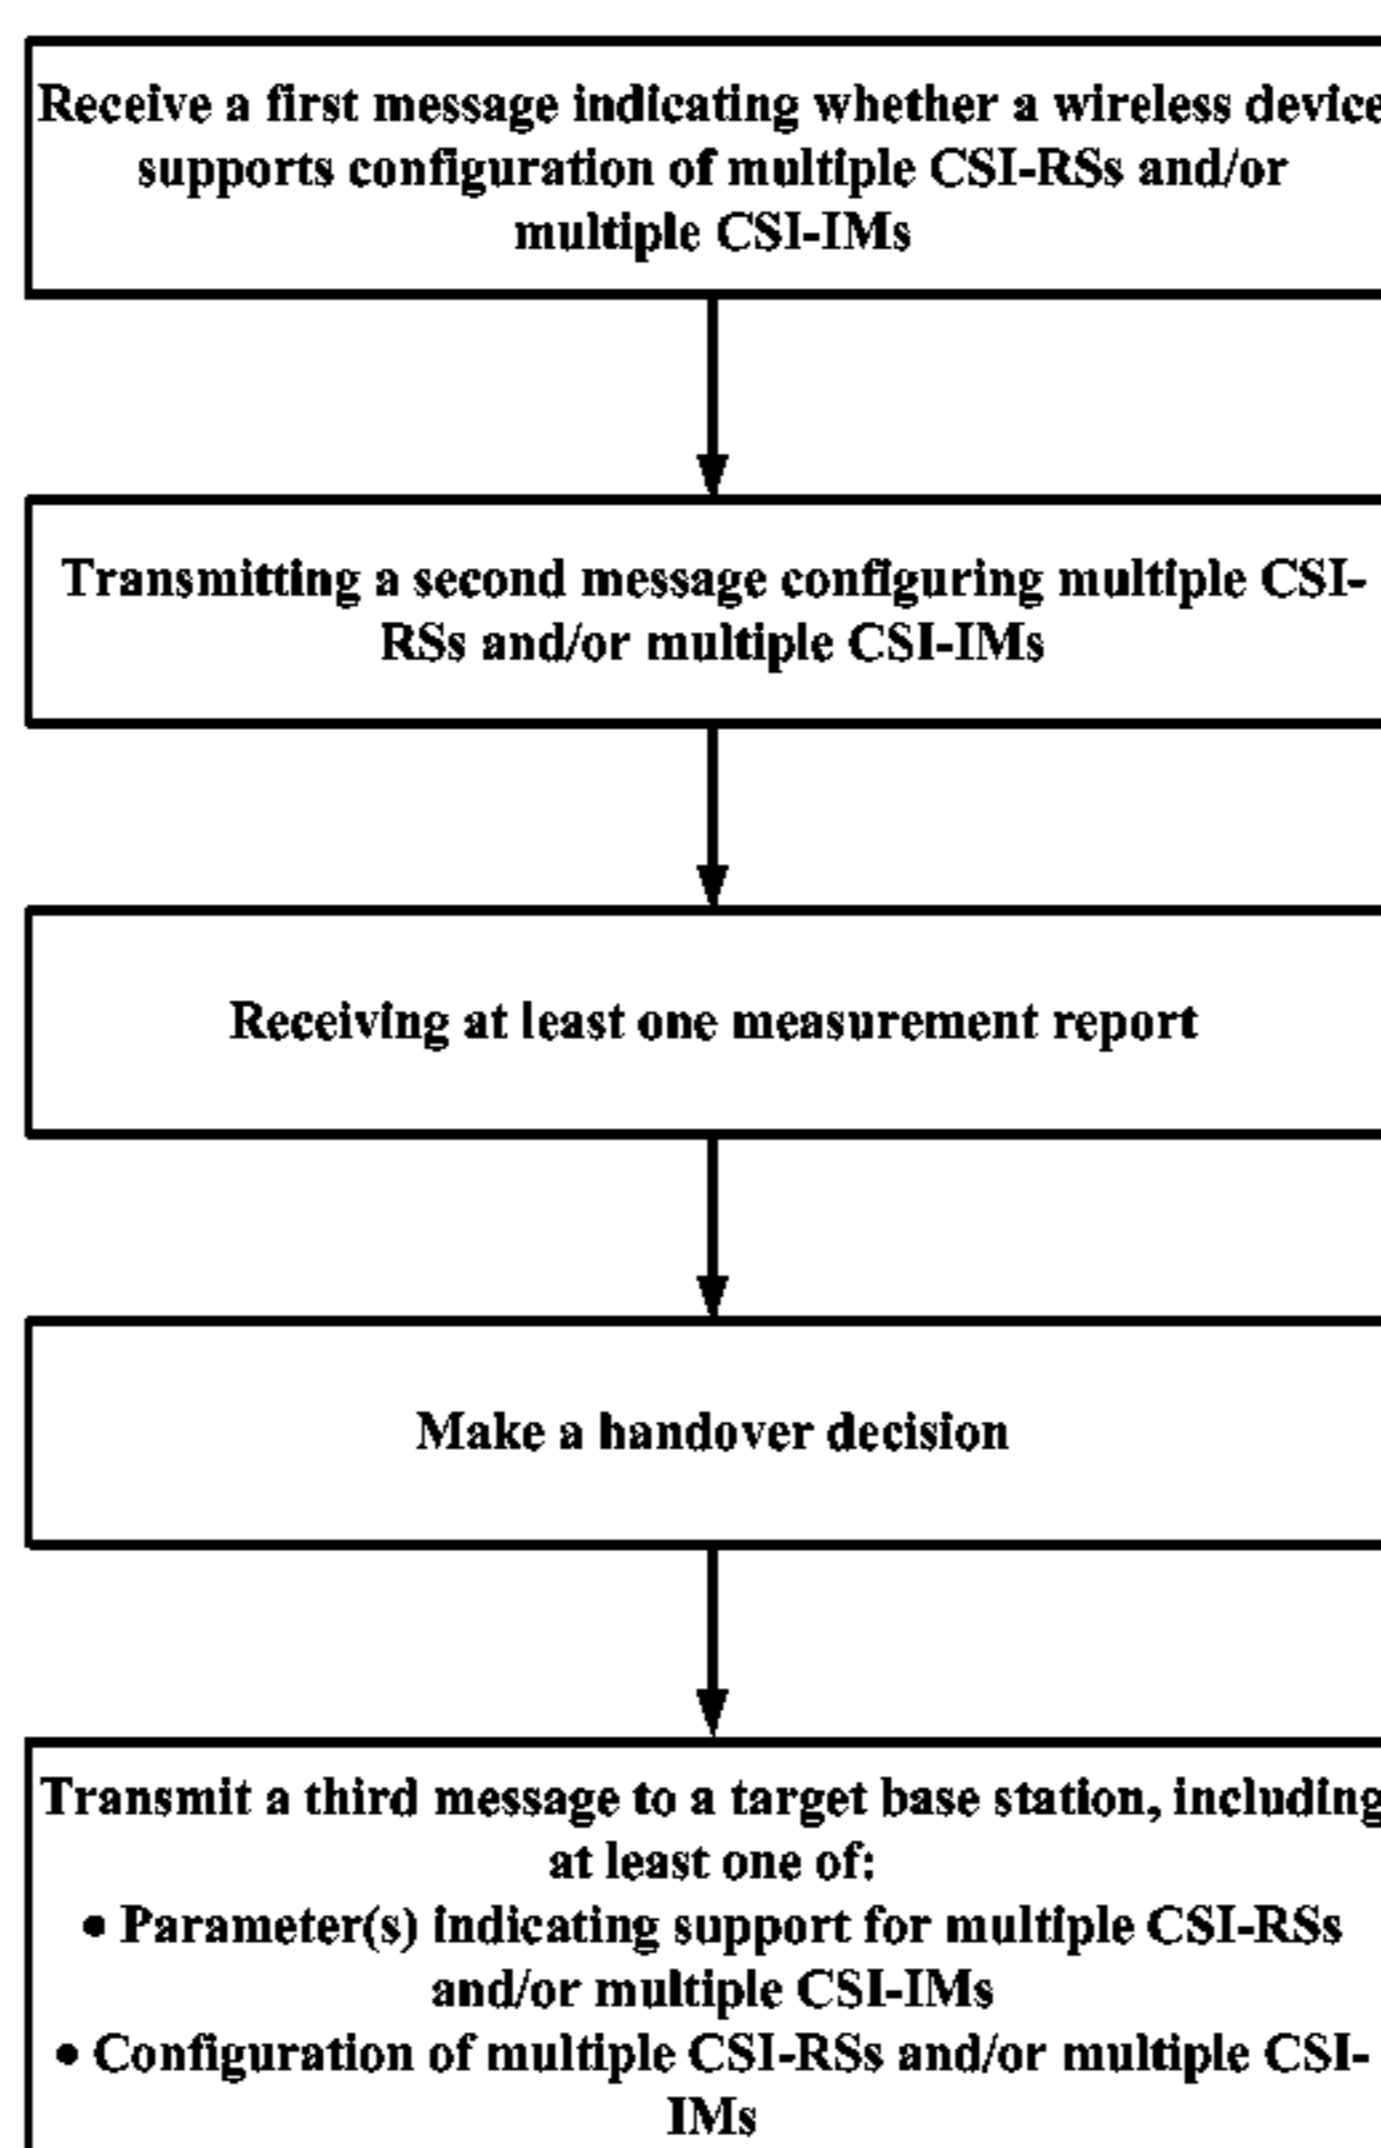 Receive a first message indicating whether a wireless device
supports configuration of multiple CSI-RSs and/or
multiple CSI-IMs
Transmitting a second message configuring multiple CSI-
RSs and/or multiple CSI-IMs
Receiving at least one measurement report
Make a handover decision
Transmit a third message to a target base station, including
at least one of:
• Parameter(s) indicating support for multiple CSI-RSs
and/or multiple CSI-IMs
• Configuration of multiple CSI-RSs and/or multiple CSI-
IMs